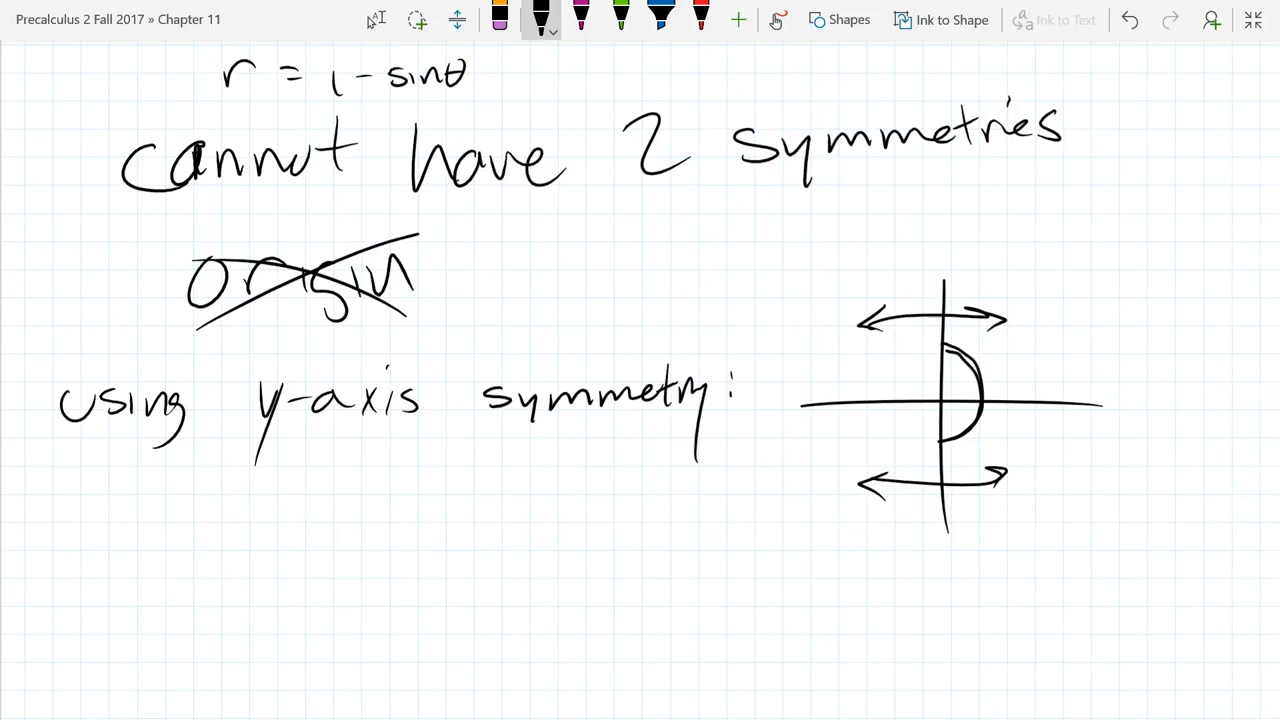 Precalculus 2 Fall 2017 » Chapter 11
Shapes
Ink to Shape
Ink to Text
r = 1 - sinθ
cannot have 2 symmetries
origin
using y-axis symmetry: